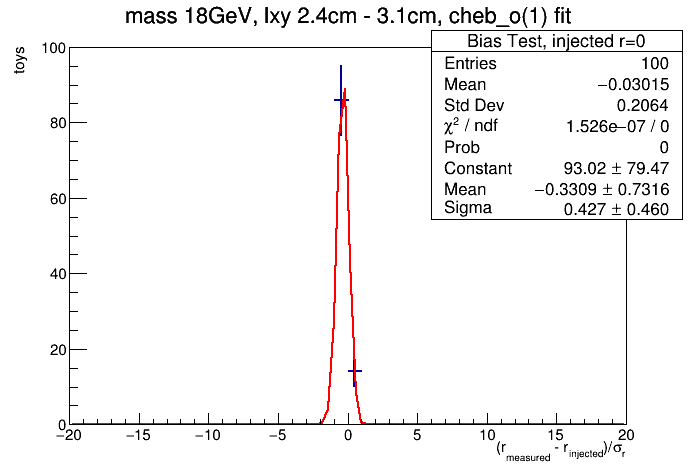 mass 18GeV, lxy 2.4cm - 3.1cm, cheb_o(1) fit
toys
Bias Test, injected r=0
Entries 100
Mean −0.03015
Std Dev 0.2064
χ² / ndf 1.526e−07 / 0
Prob 0
Constant 93.02 ± 79.47
Mean −0.3309 ± 0.7316
Sigma 0.427 ± 0.460
100
80
60
40
20
0
−20 −15 −10 −5 0 5 10 15 20
(r_measured - r_injected)/σ_r